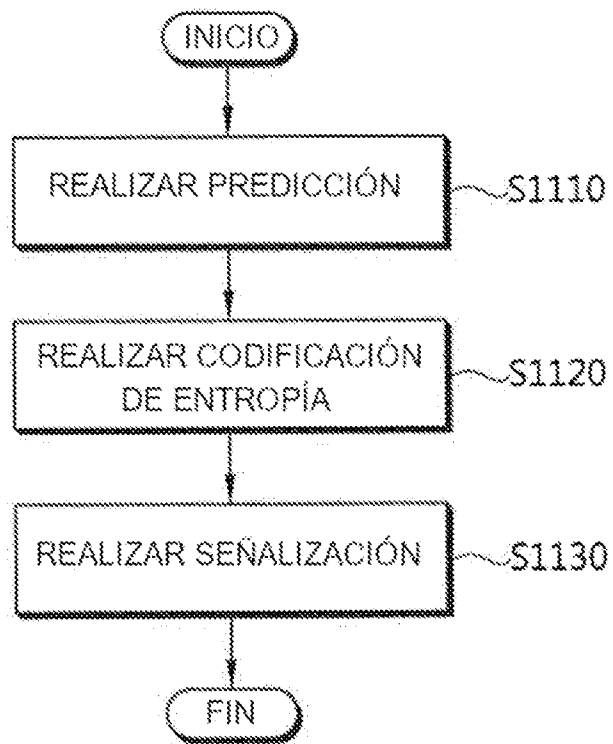 INICIO
REALIZAR PREDICCIÓN
S1110
REALIZAR CODIFICACIÓN
DE ENTROPÍA
S1120
REALIZAR SEÑALIZACIÓN
S1130
FIN